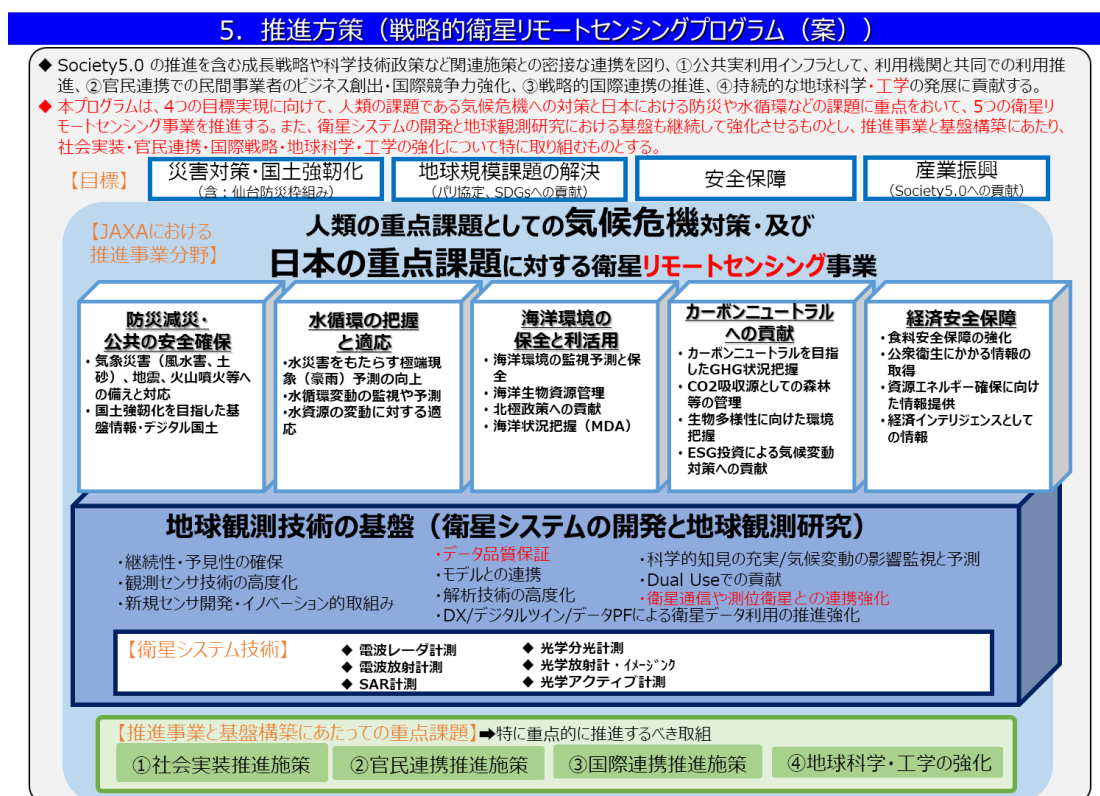 5．推進方策（戦略的衛星リモートセンシングプログラム（案））
◆ Society5.0 の推進を含む成長戦略や科学技術政策など関連施策との密接な連携を図り、①公共実利用インフラとして、利用機関と共同での利用推
進、②官民連携での民間事業者のビジネス創出・国際競争力強化、③戦略的国際連携の推進、④持続的な地球科学・工学の発展に貢献する。
◆ 本プログラムは、4つの目標実現に向けて、人類の課題である気候危機への対策と日本における防災や水循環などの課題に重点をおいて、5つの衛星リ
モートセンシング事業を推進する。また、衛星システムの開発と地球観測研究における基盤も継続して強化させるものとし、推進事業と基盤構築にあたり、
社会実装・官民連携・国際戦略・地球科学・工学の強化について特に取り組むものとする。
【目標】
災害対策・国土強靭化
（含：仙台防災枠組み）
地球規模課題の解決
（パリ協定、SDGsへの貢献）
安全保障
産業振興
（Society5.0への貢献）
【JAXAにおける
推進事業分野】
人類の重点課題としての気候危機対策・及び
日本の重点課題に対する衛星リモートセンシング事業
防災減災・
公共の安全確保
・気象災害（風水害、土
砂）、地震、火山噴火等へ
の備えと対応
・国土強靭化を目指した基
盤情報・デジタル国土
水循環の把握
と適応
・水災害をもたらす極端現
象（豪雨）予測の向上
・水循環変動の監視や予測
・水資源の変動に対する適
応
海洋環境の
保全と利活用
・海洋環境の監視予測と保
全
・海洋生物資源管理
・北極政策への貢献
・海洋状況把握（MDA）
カーボンニュートラル
への貢献
・カーボンニュートラルを目指
したGHG状況把握
・CO2吸収源としての森林
等の管理
・生物多様性に向けた環境
把握
・ESG投資による気候変動
対策への貢献
経済安全保障
・食料安全保障の強化
・公衆衛生にかかる情報の
取得
・資源エネルギー確保に向け
た情報提供
・経済インテリジェンスとして
の情報
地球観測技術の基盤（衛星システムの開発と地球観測研究）
・継続性・予見性の確保
・観測センサ技術の高度化
・新規センサ開発・イノベーション的取組み
・データ品質保証
・モデルとの連携
・解析技術の高度化
・DX/デジタルツイン/データPFによる衛星データ利用の推進強化
・科学的知見の充実/気候変動の影響監視と予測
・Dual Useでの貢献
・衛星通信や測位衛星との連携強化
【衛星システム技術】
◆ 電波レーダ計測
◆ 電波放射計測
◆ SAR計測
◆ 光学分光計測
◆ 光学放射計・ｲﾒｰｼﾞﾝｸﾞ
◆ 光学アクティブ計測
【推進事業と基盤構築にあたっての重点課題】➡特に重点的に推進するべき取組
①社会実装推進施策
②官民連携推進施策
③国際連携推進施策
④地球科学・工学の強化